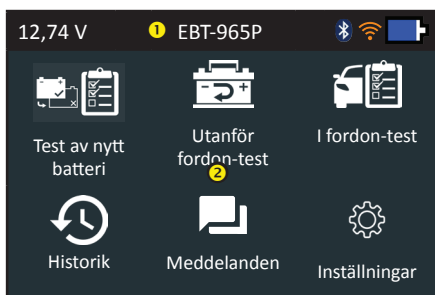 12,74 V 1 EBT-965P
Test av nytt
batteri
Utanför
fordon-test
2
I fordon-test
Historik
Meddelanden
Inställningar